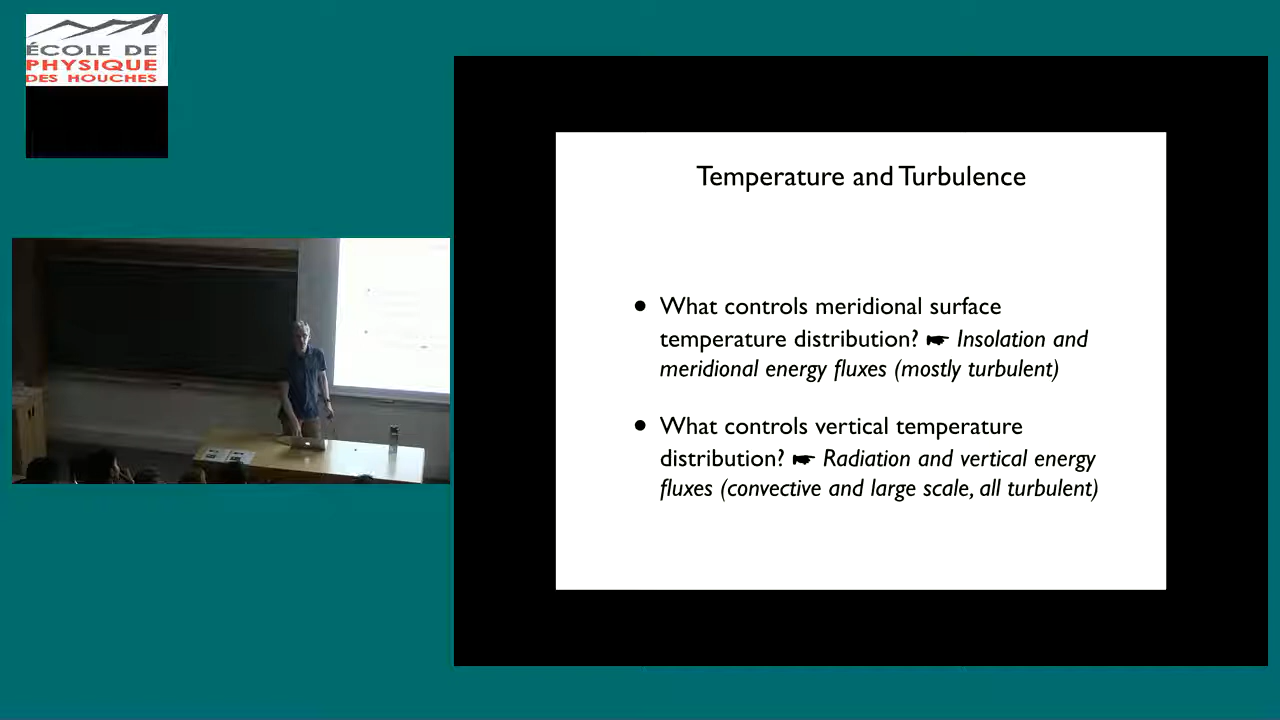 ÉCOLE DE
PHYSIQUE
DES HOUCHES
Temperature and Turbulence
• What controls meridional surface
temperature distribution? ☛ Insolation and
meridional energy fluxes (mostly turbulent)
• What controls vertical temperature
distribution? ☛ Radiation and vertical energy
fluxes (convective and large scale, all turbulent)